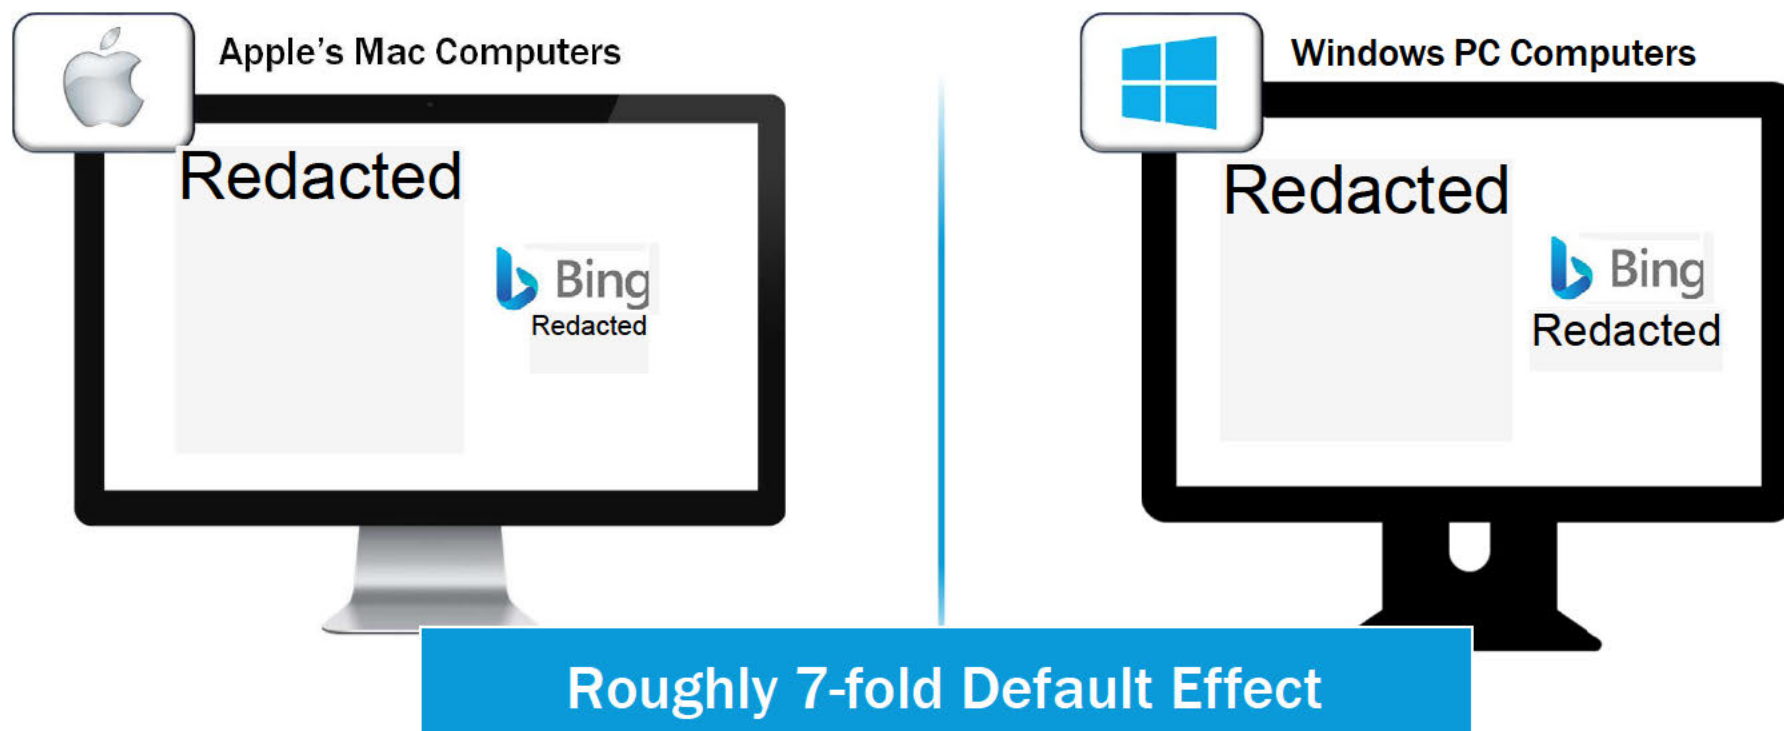 Apple's Mac Computers
Redacted
Bing
Redacted
Windows PC Computers
Redacted
Bing
Redacted
Roughly 7-fold Default Effect